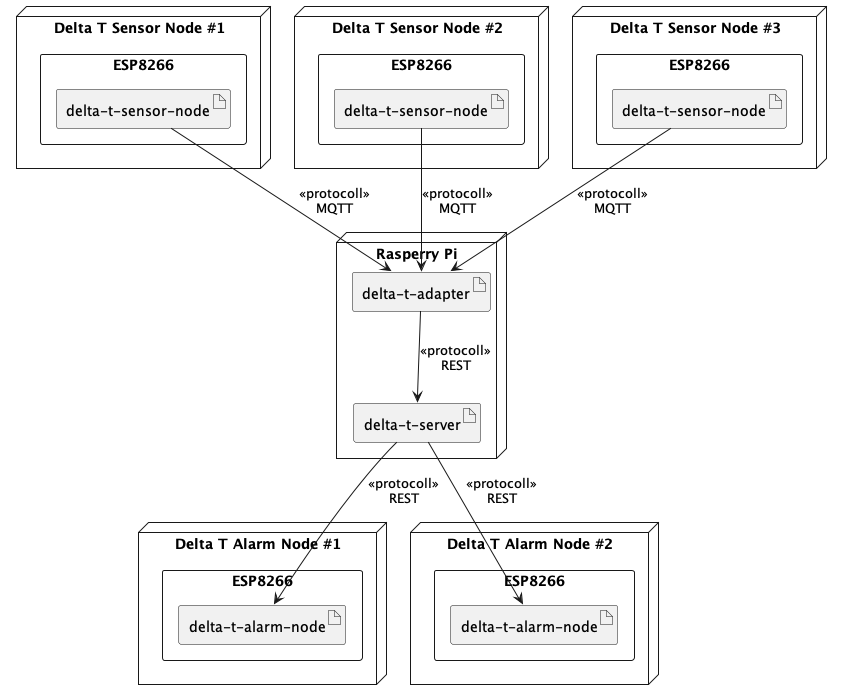 Delta T Sensor Node #1
Delta T Sensor Node #2
Delta T Sensor Node #3
ESP8266
ESP8266
ESP8266
delta-t-sensor-node
delta-t-sensor-node
delta-t-sensor-node
«protocoll»
MQTT
«protocoll»
MQTT
«protocoll»
MQTT
Rasperry Pi
delta-t-adapter
«protocoll»
REST
delta-t-server
«protocoll»
REST
«protocoll»
REST
Delta T Alarm Node #1
Delta T Alarm Node #2
ESP8266
ESP8266
delta-t-alarm-node
delta-t-alarm-node